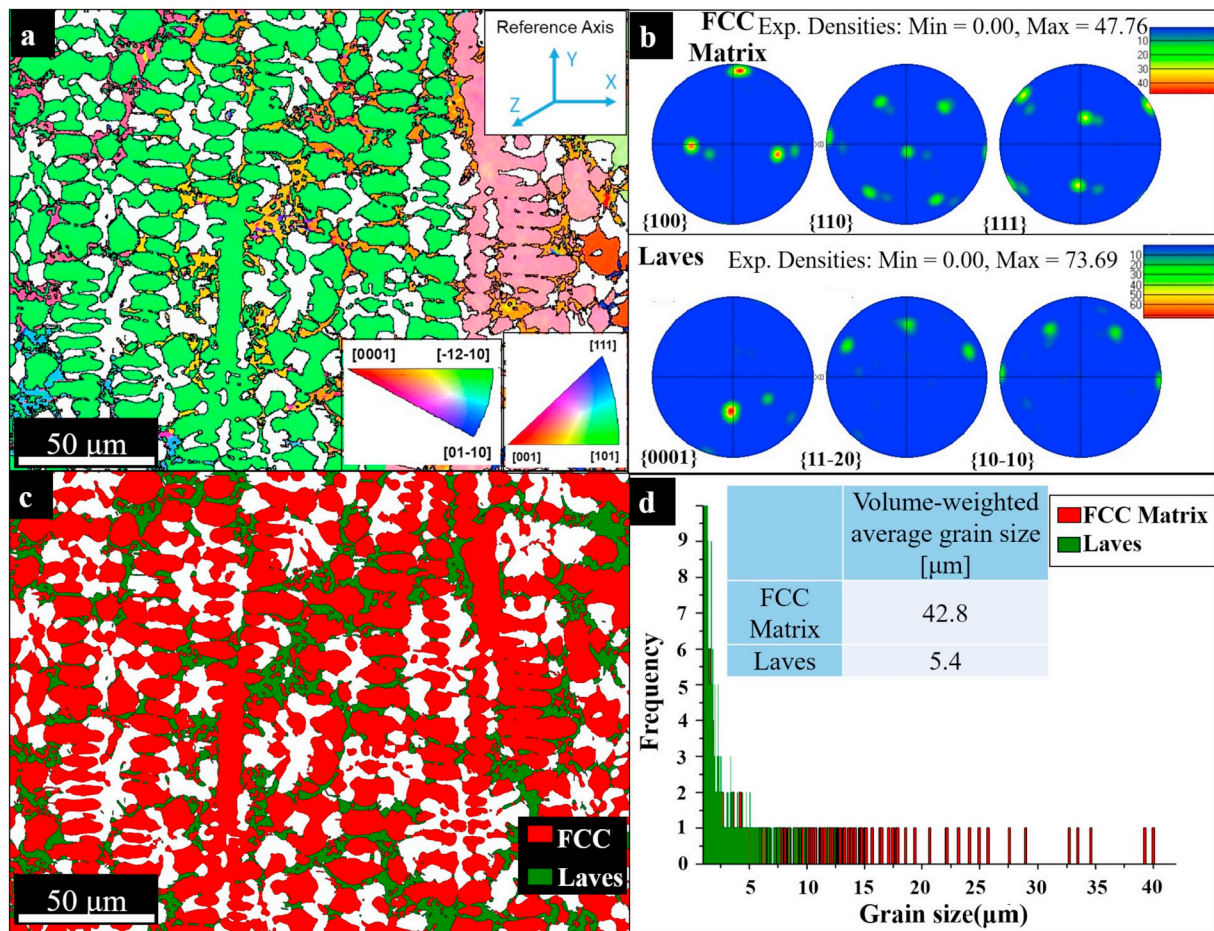 a
Reference Axis
Y
X
Z
[0001]
[-12-10]
[01-10]
[111]
[001]
[101]
50 μm
b
FCC
Matrix
Exp. Densities: Min = 0.00, Max = 47.76
10
20
30
40
X0
{100}
{110}
{111}
Laves
Exp. Densities: Min = 0.00, Max = 73.69
10
20
30
40
50
60
X0
{0001}
{11-20}
{10-10}
c
FCC
Laves
50 μm
d
Volume-weighted
average grain size
[μm]
FCC
Matrix
42.8
Laves
5.4
FCC Matrix
Laves
Frequency
9
8
7
6
5
4
3
2
1
0
5
10
15
20
25
30
35
40
Grain size(μm)